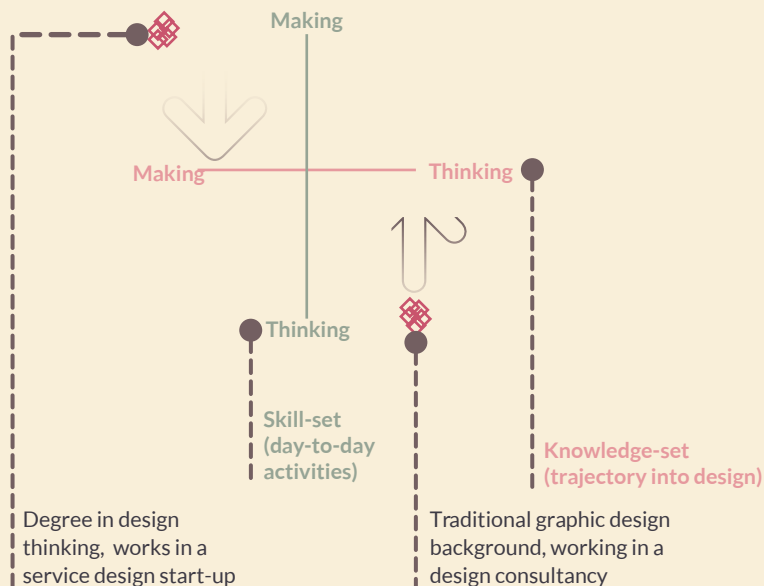 Making
Making
Thinking
Thinking
Skill-set
(day-to-day
activities)
Knowledge-set
(trajectory into design)
Degree in design
thinking, works in a
service design start-up
Traditional graphic design
background, working in a
design consultancy